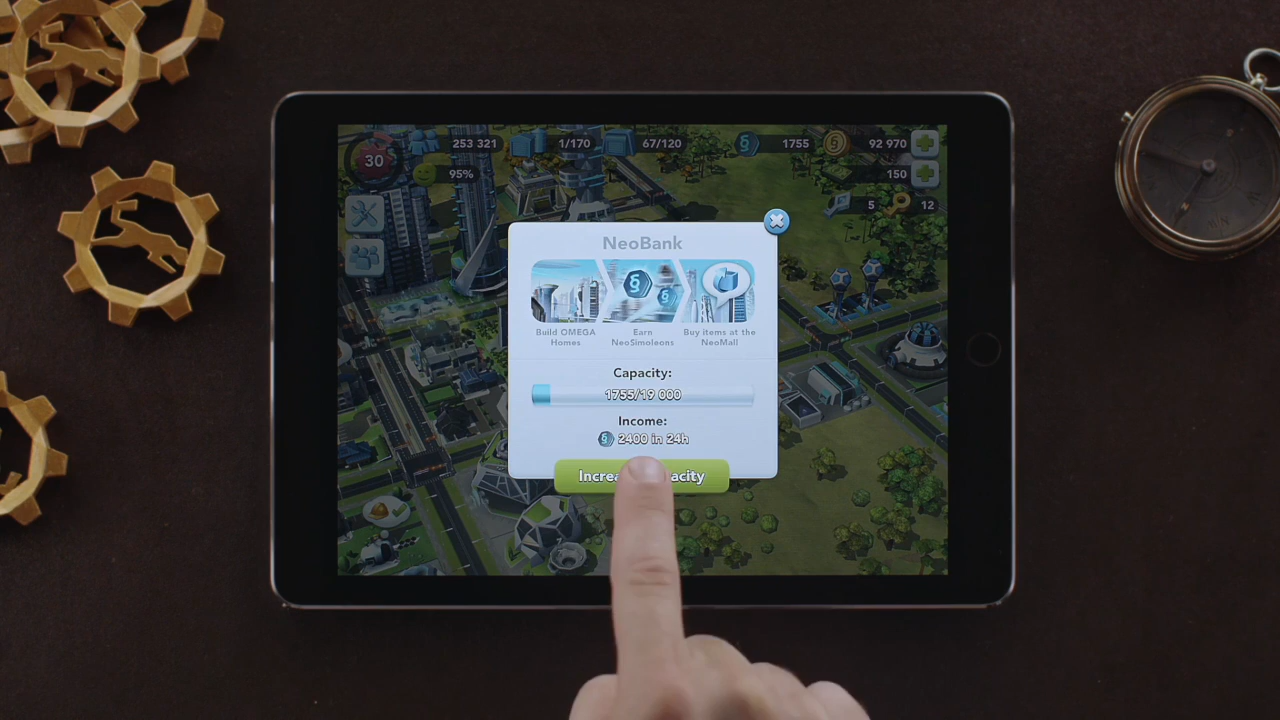 30
253 321
1/170
67/120
1755
92 970
95%
150
5
12
NeoBank
Build OMEGA
Homes
Earn
NeoSimoleons
Buy items at the
NeoMall
Capacity:
1755/19 000
Income:
2400 in 24h
Increa acity